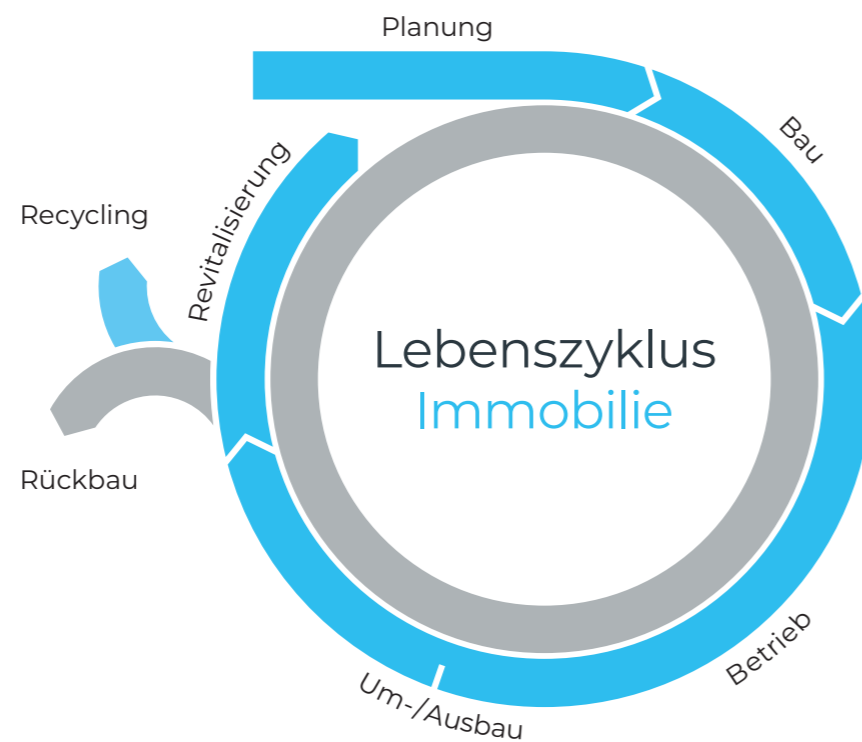 Planung
Bau
Revitalisierung
Recycling
Lebenszyklus
Immobilie
Rückbau
Betrieb
Um-/Ausbau